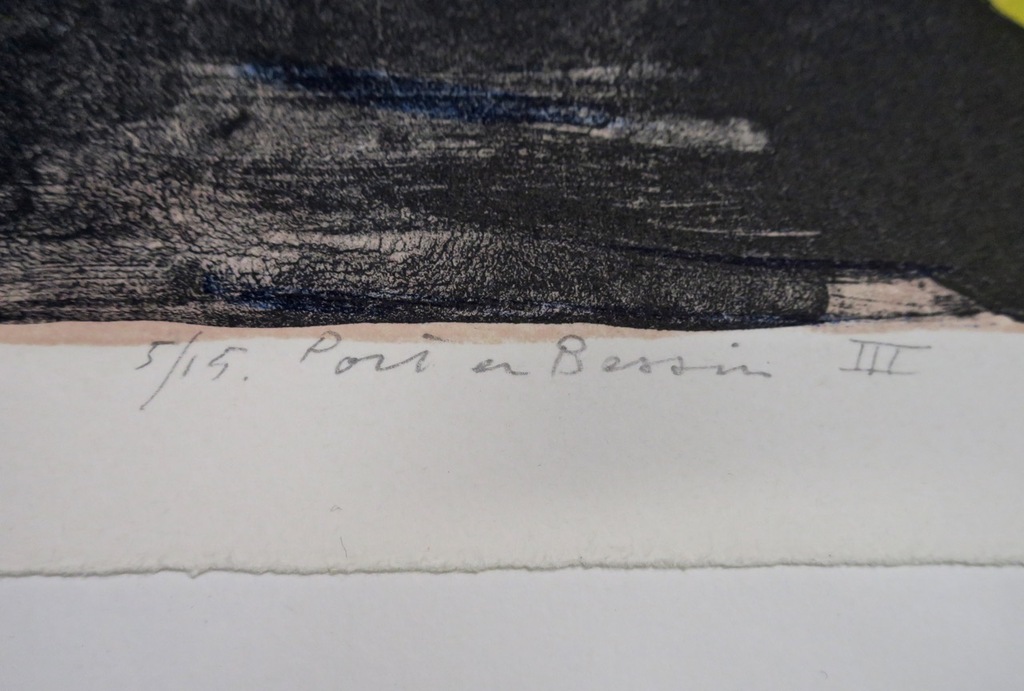 5/15. Port en Bessin III